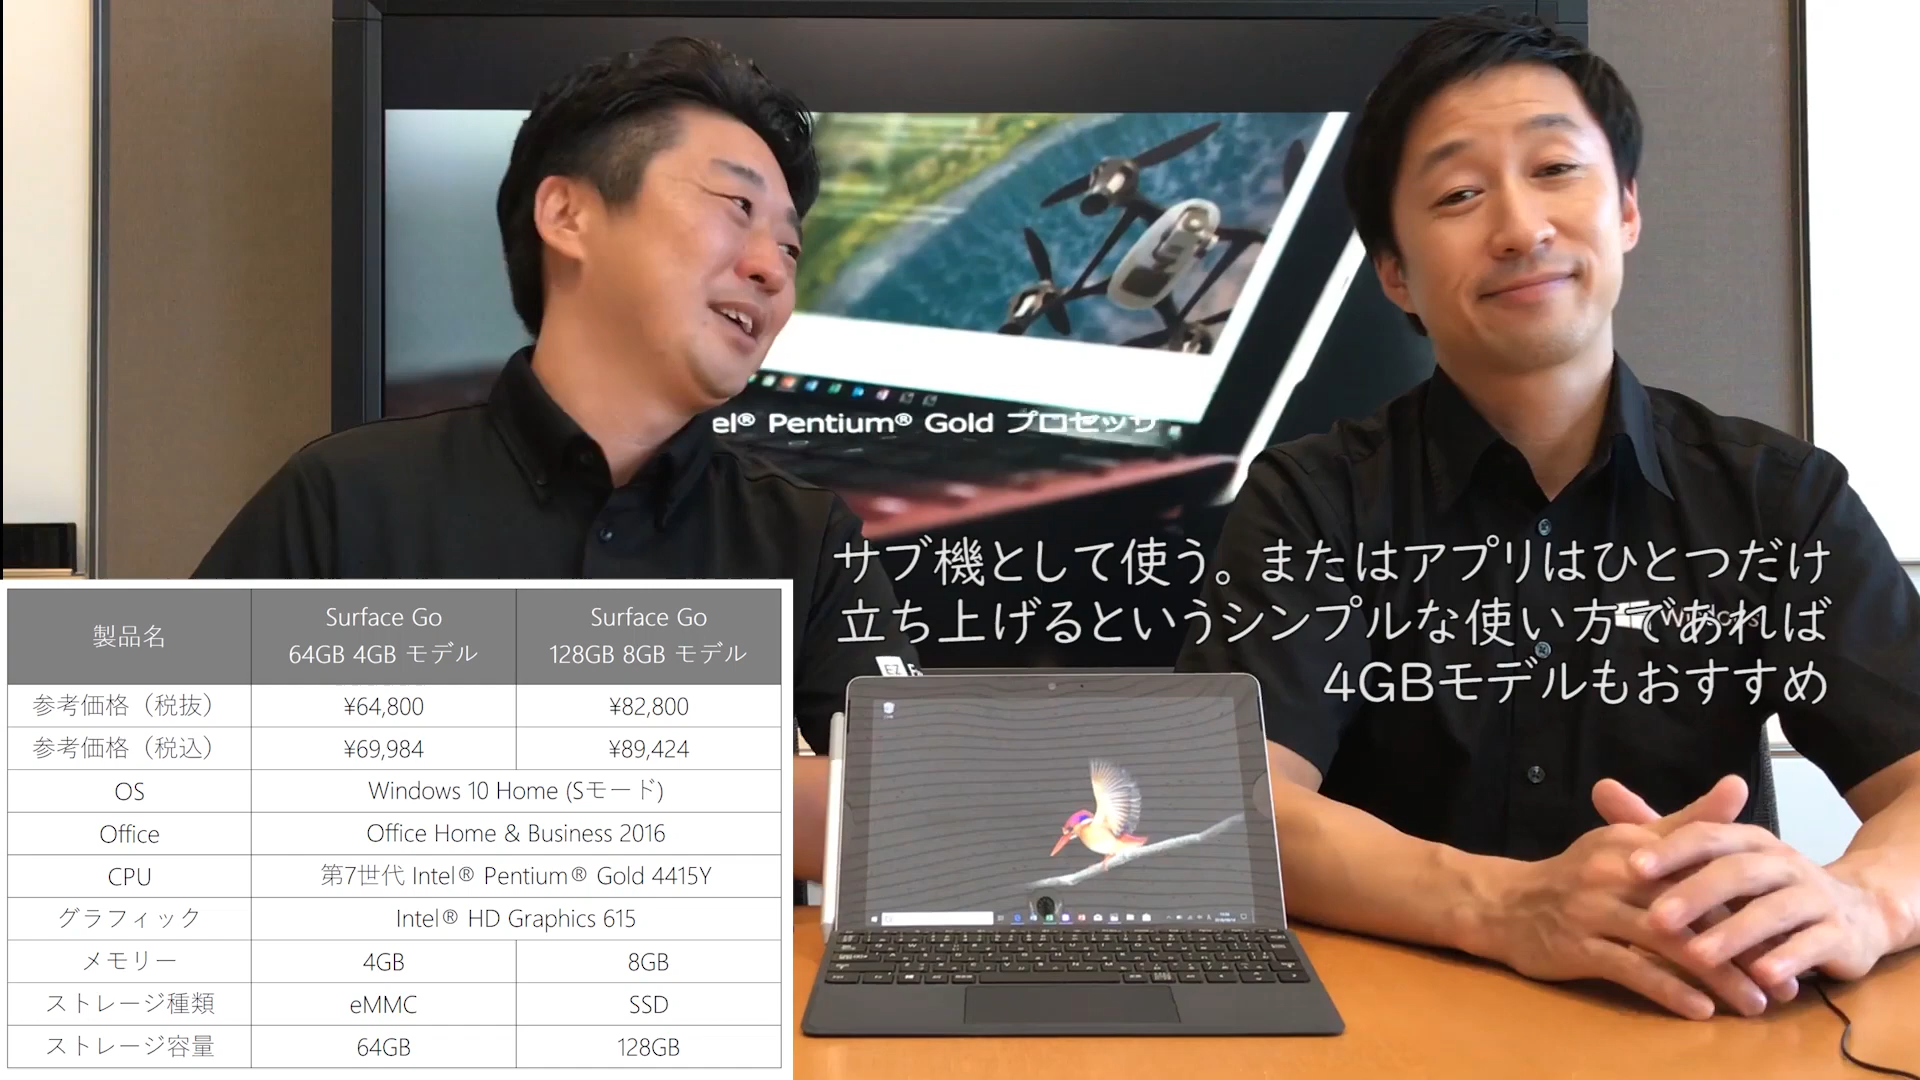 el® Pentium® Gold プロセッサ
サブ機として使う。またはアプリはひとつだけ
立ち上げるというシンプルな使い方であれば
4GBモデルもおすすめ
製品名 Surface Go 64GB 4GB モデル Surface Go 128GB 8GB モデル
参考価格（税抜） ¥64,800 ¥82,800
参考価格（税込） ¥69,984 ¥89,424
OS Windows 10 Home (Sモード)
Office Office Home & Business 2016
CPU 第7世代 Intel® Pentium® Gold 4415Y
グラフィック Intel® HD Graphics 615
メモリー 4GB 8GB
ストレージ種類 eMMC SSD
ストレージ容量 64GB 128GB